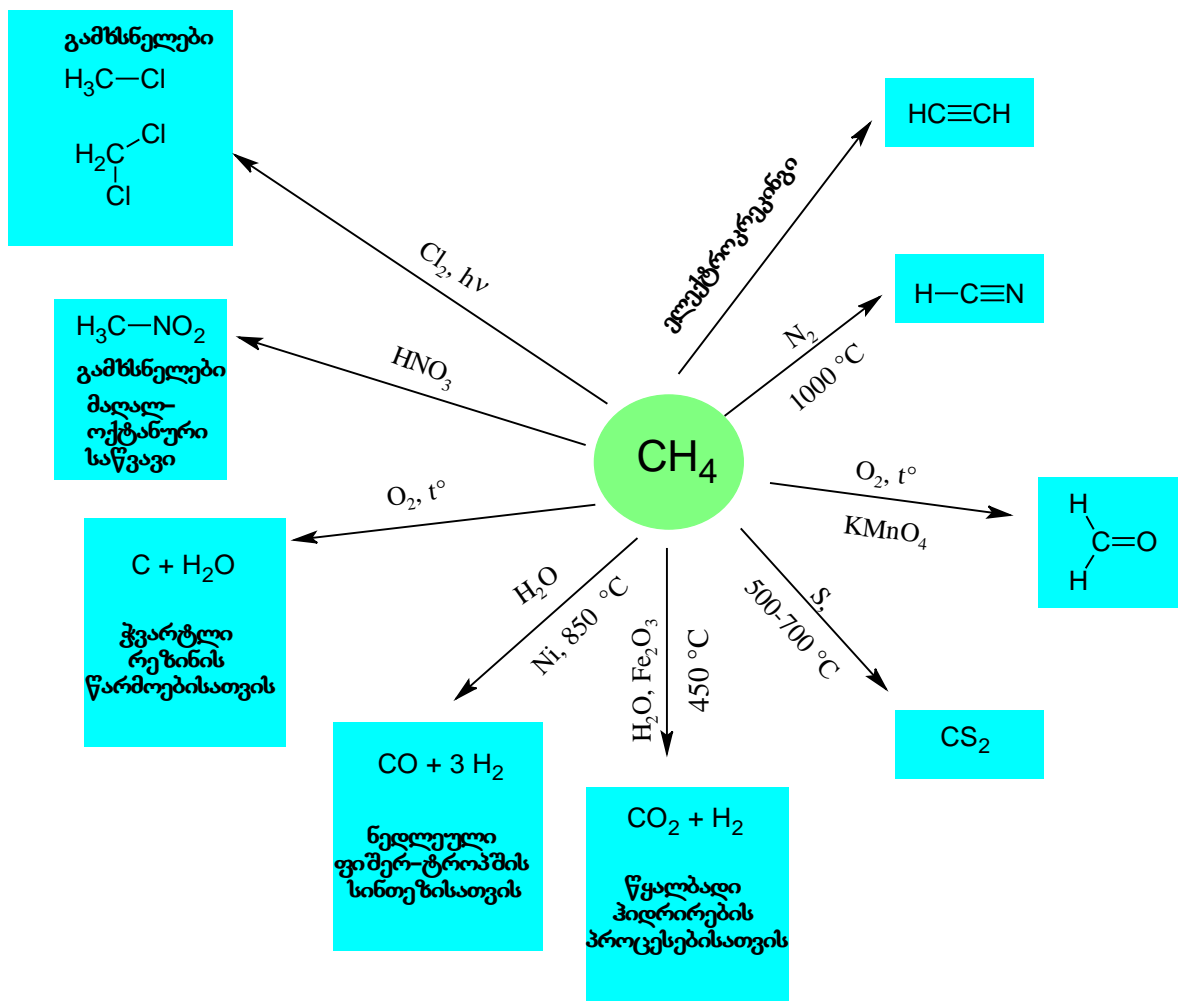 გამხსნელები
H₃C—Cl
H₂C
Cl
Cl
Cl₂, hν
H₃C—NO₂
გამხსნელები
მაღალ-
ოქტანური
საწვავი
HNO₃
C + H₂O
ჭვარტლი
რეზინის
წარმოებისათვის
O₂, t°
CO + 3 H₂
ნედლეული
ფიშერ-ტროპშის
სინთეზისათვის
H₂O
Ni, 850 °C
CO₂ + H₂
წყალბადი
ჰიდრირების
პროცესებისათვის
H₂O, Fe₂O₃
450 °C
CH₄
ელექტროკრეკინგი
HC≡CH
N₂
1000 °C
H—C≡N
O₂, t°
KMnO₄
H
C=O
H
S,
500-700 °C
CS₂